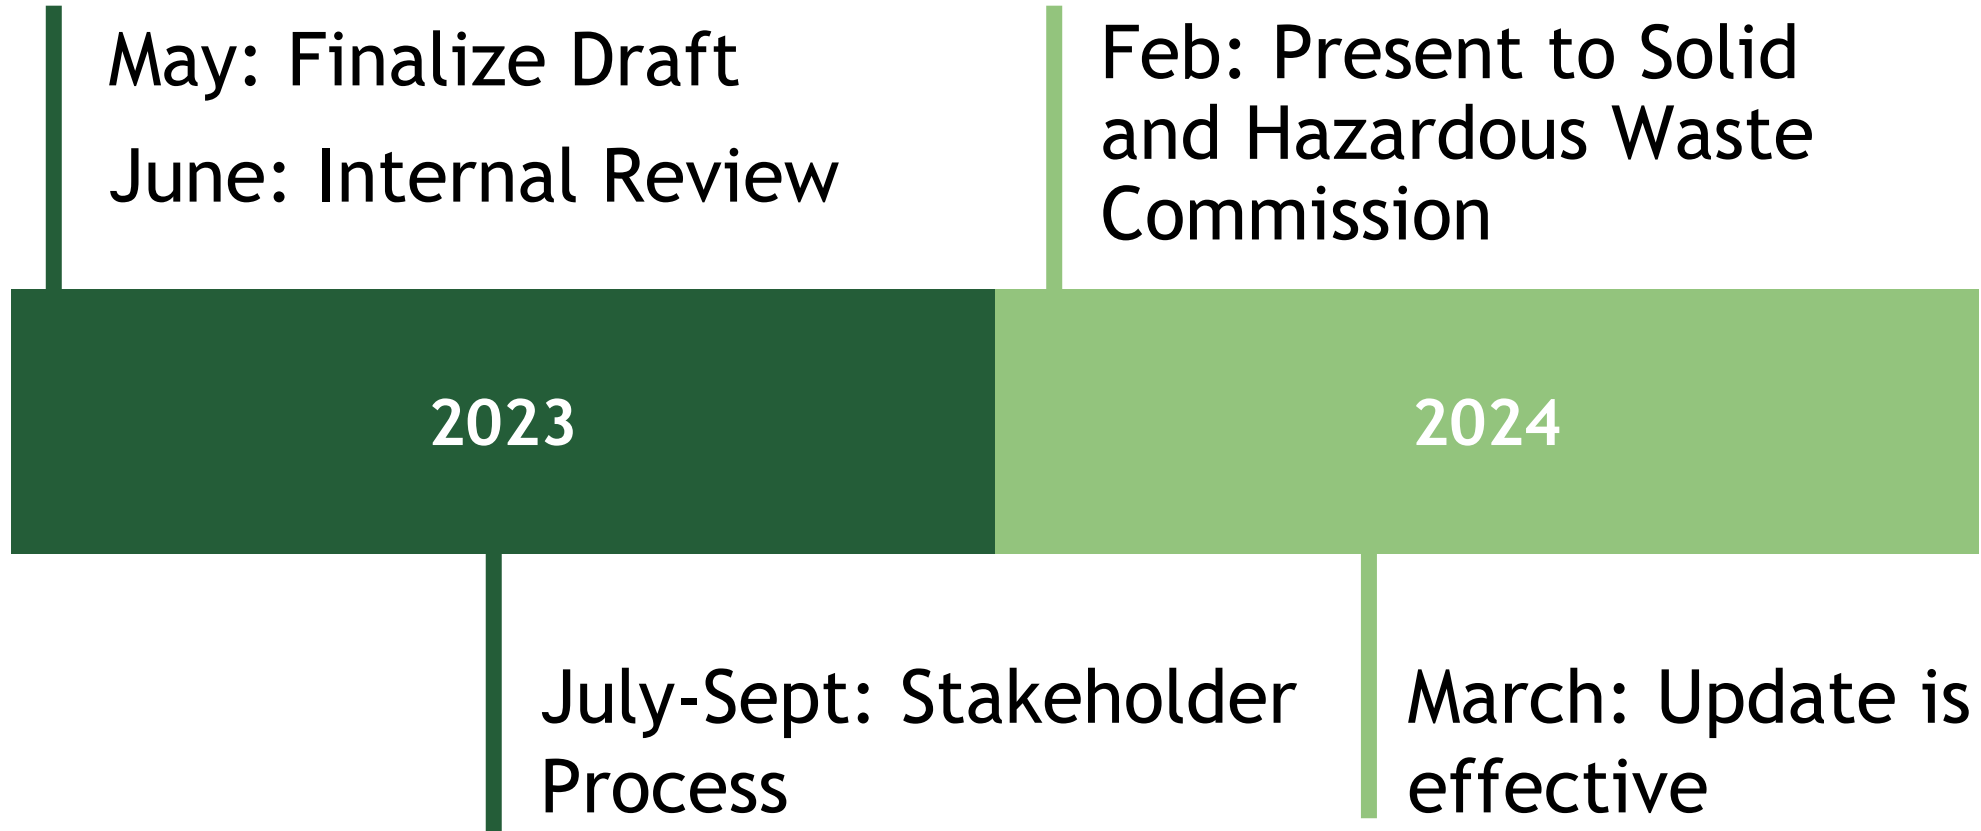 May: Finalize Draft
June: Internal Review
Feb: Present to Solid
and Hazardous Waste
Commission
2023
2024
July-Sept: Stakeholder
Process
March: Update is
effective